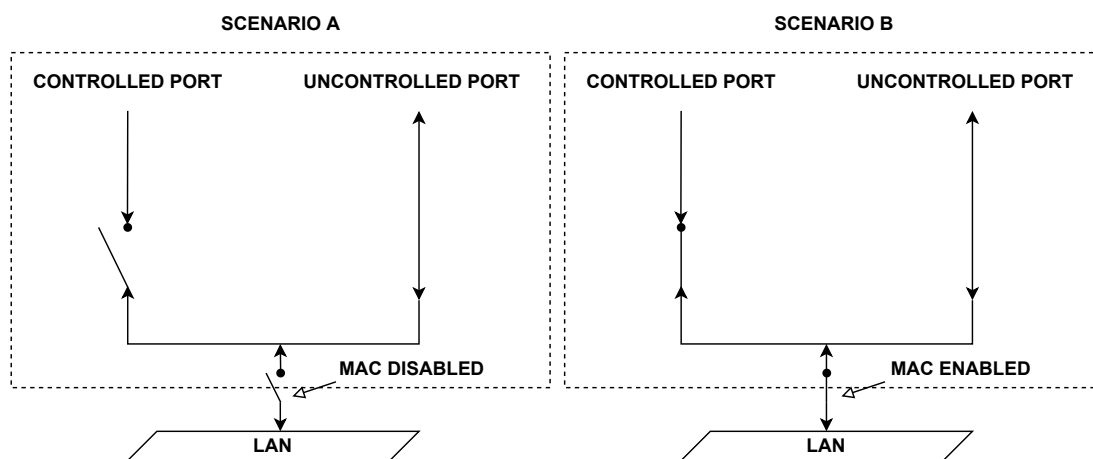 SCENARIO A
SCENARIO B
CONTROLLED PORT
UNCONTROLLED PORT
CONTROLLED PORT
UNCONTROLLED PORT
MAC DISABLED
MAC ENABLED
LAN
LAN